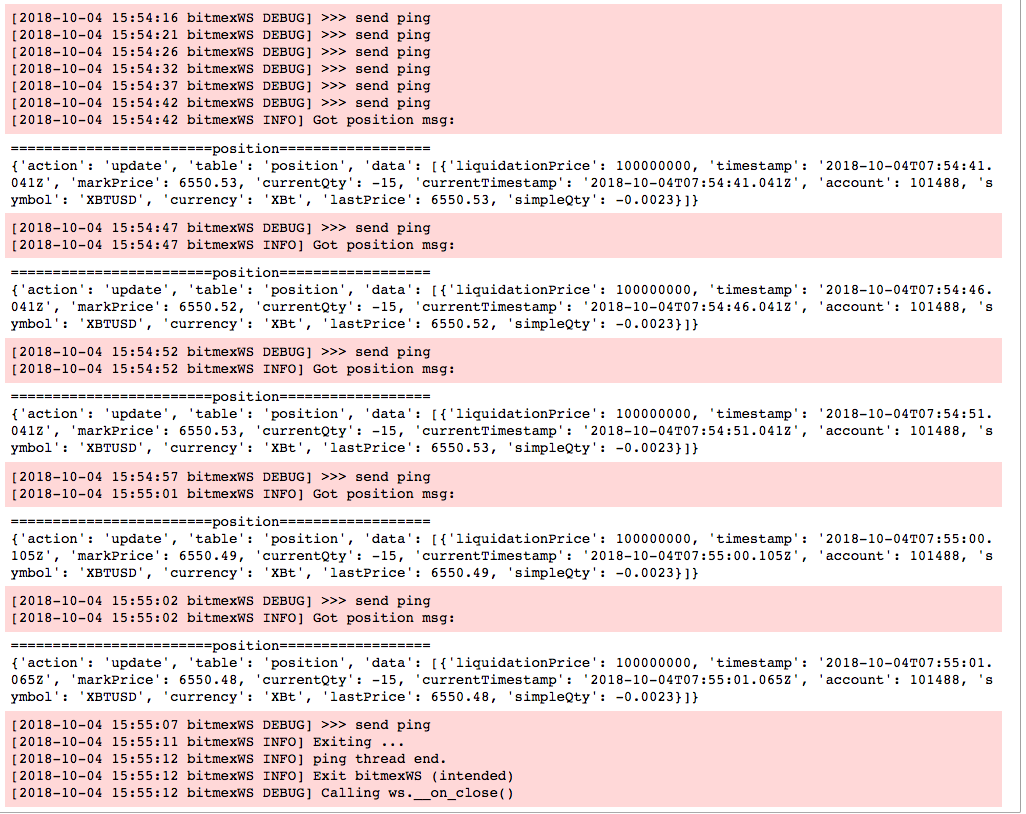 [2018-10-04 15:54:16 bitmexWS DEBUG] >>> send ping
[2018-10-04 15:54:21 bitmexWS DEBUG] >>> send ping
[2018-10-04 15:54:26 bitmexWS DEBUG] >>> send ping
[2018-10-04 15:54:32 bitmexWS DEBUG] >>> send ping
[2018-10-04 15:54:37 bitmexWS DEBUG] >>> send ping
[2018-10-04 15:54:42 bitmexWS DEBUG] >>> send ping
[2018-10-04 15:54:42 bitmexWS INFO] Got position msg:
========================position==================
{'action': 'update', 'table': 'position', 'data': [{'liquidationPrice': 100000000, 'timestamp': '2018-10-04T07:54:41.
041Z', 'markPrice': 6550.53, 'currentQty': -15, 'currentTimestamp': '2018-10-04T07:54:41.041Z', 'account': 101488, 's
ymbol': 'XBTUSD', 'currency': 'XBt', 'lastPrice': 6550.53, 'simpleQty': -0.0023}]}
[2018-10-04 15:54:47 bitmexWS DEBUG] >>> send ping
[2018-10-04 15:54:47 bitmexWS INFO] Got position msg:
========================position==================
{'action': 'update', 'table': 'position', 'data': [{'liquidationPrice': 100000000, 'timestamp': '2018-10-04T07:54:46.
041Z', 'markPrice': 6550.52, 'currentQty': -15, 'currentTimestamp': '2018-10-04T07:54:46.041Z', 'account': 101488, 's
ymbol': 'XBTUSD', 'currency': 'XBt', 'lastPrice': 6550.52, 'simpleQty': -0.0023}]}
[2018-10-04 15:54:52 bitmexWS DEBUG] >>> send ping
[2018-10-04 15:54:52 bitmexWS INFO] Got position msg:
========================position==================
{'action': 'update', 'table': 'position', 'data': [{'liquidationPrice': 100000000, 'timestamp': '2018-10-04T07:54:51.
041Z', 'markPrice': 6550.53, 'currentQty': -15, 'currentTimestamp': '2018-10-04T07:54:51.041Z', 'account': 101488, 's
ymbol': 'XBTUSD', 'currency': 'XBt', 'lastPrice': 6550.53, 'simpleQty': -0.0023}]}
[2018-10-04 15:54:57 bitmexWS DEBUG] >>> send ping
[2018-10-04 15:55:01 bitmexWS INFO] Got position msg:
========================position==================
{'action': 'update', 'table': 'position', 'data': [{'liquidationPrice': 100000000, 'timestamp': '2018-10-04T07:55:00.
105Z', 'markPrice': 6550.49, 'currentQty': -15, 'currentTimestamp': '2018-10-04T07:55:00.105Z', 'account': 101488, 's
ymbol': 'XBTUSD', 'currency': 'XBt', 'lastPrice': 6550.49, 'simpleQty': -0.0023}]}
[2018-10-04 15:55:02 bitmexWS DEBUG] >>> send ping
[2018-10-04 15:55:02 bitmexWS INFO] Got position msg:
========================position==================
{'action': 'update', 'table': 'position', 'data': [{'liquidationPrice': 100000000, 'timestamp': '2018-10-04T07:55:01.
065Z', 'markPrice': 6550.48, 'currentQty': -15, 'currentTimestamp': '2018-10-04T07:55:01.065Z', 'account': 101488, 's
ymbol': 'XBTUSD', 'currency': 'XBt', 'lastPrice': 6550.48, 'simpleQty': -0.0023}]}
[2018-10-04 15:55:07 bitmexWS DEBUG] >>> send ping
[2018-10-04 15:55:11 bitmexWS INFO] Exiting ...
[2018-10-04 15:55:12 bitmexWS INFO] ping thread end.
[2018-10-04 15:55:12 bitmexWS INFO] Exit bitmexWS (intended)
[2018-10-04 15:55:12 bitmexWS DEBUG] Calling ws.__on_close()